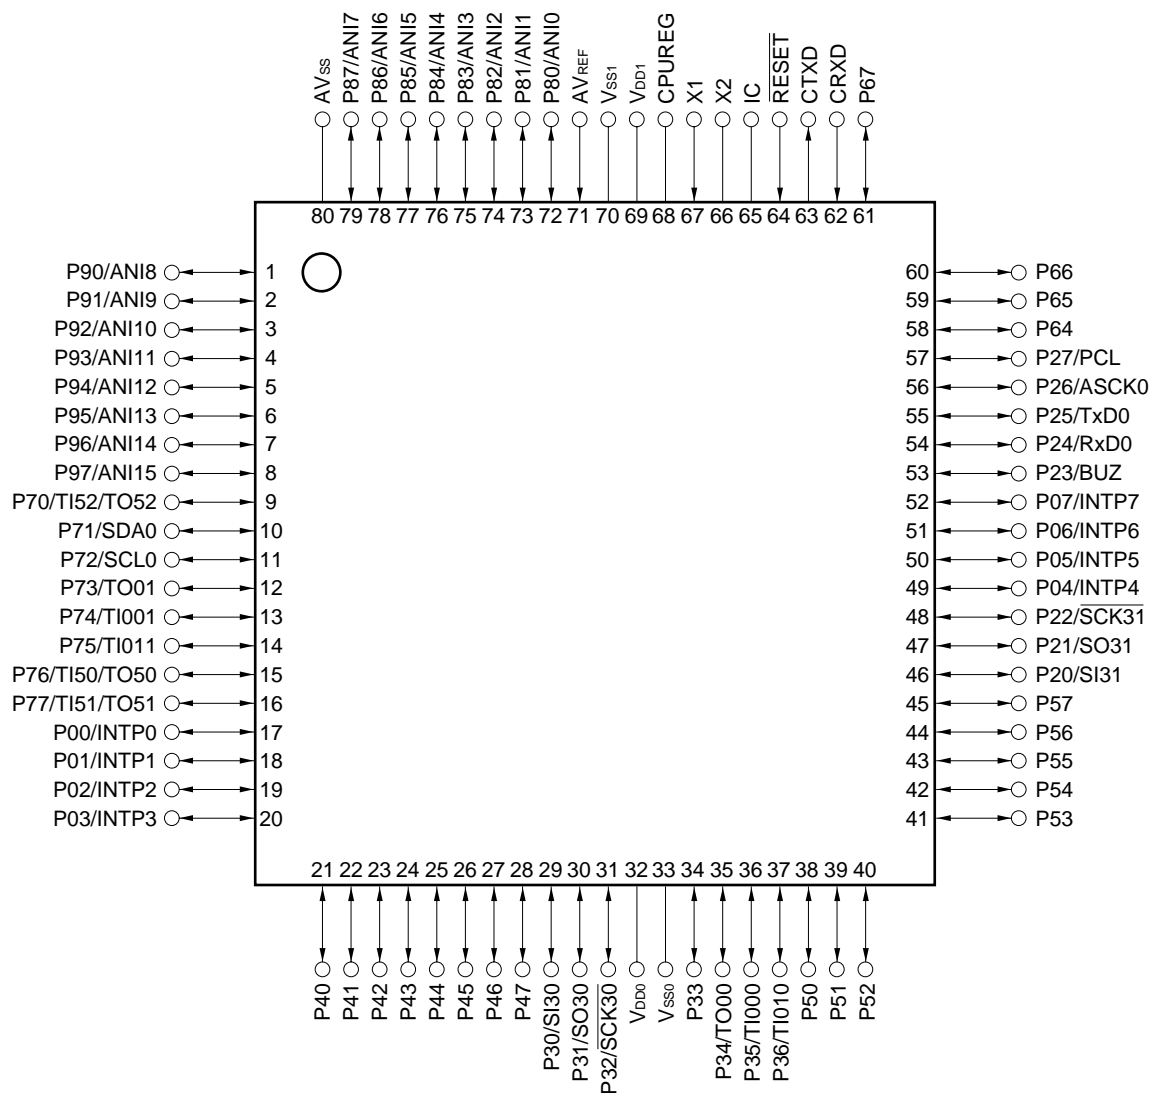 AVSS
P87/ANI7
P86/ANI6
P85/ANI5
P84/ANI4
P83/ANI3
P82/ANI2
P81/ANI1
P80/ANI0
AVREF
VSS1
VDD1
CPUREG
X1
X2
IC
RESET
CTXD
CRXD
P67
80 79 78 77 76 75 74 73 72 71 70 69 68 67 66 65 64 63 62 61
P90/ANI8 1
P91/ANI9 2
P92/ANI10 3
P93/ANI11 4
P94/ANI12 5
P95/ANI13 6
P96/ANI14 7
P97/ANI15 8
P70/TI52/TO52 9
P71/SDA0 10
P72/SCL0 11
P73/TO01 12
P74/TI001 13
P75/TI011 14
P76/TI50/TO50 15
P77/TI51/TO51 16
P00/INTP0 17
P01/INTP1 18
P02/INTP2 19
P03/INTP3 20
60 P66
59 P65
58 P64
57 P27/PCL
56 P26/ASCK0
55 P25/TxD0
54 P24/RxD0
53 P23/BUZ
52 P07/INTP7
51 P06/INTP6
50 P05/INTP5
49 P04/INTP4
48 P22/SCK31
47 P21/SO31
46 P20/SI31
45 P57
44 P56
43 P55
42 P54
41 P53
21 22 23 24 25 26 27 28 29 30 31 32 33 34 35 36 37 38 39 40
P40
P41
P42
P43
P44
P45
P46
P47
P30/SI30
P31/SO30
P32/SCK30
VDD0
VSS0
P33
P34/TO00
P35/TI000
P36/TI010
P50
P51
P52